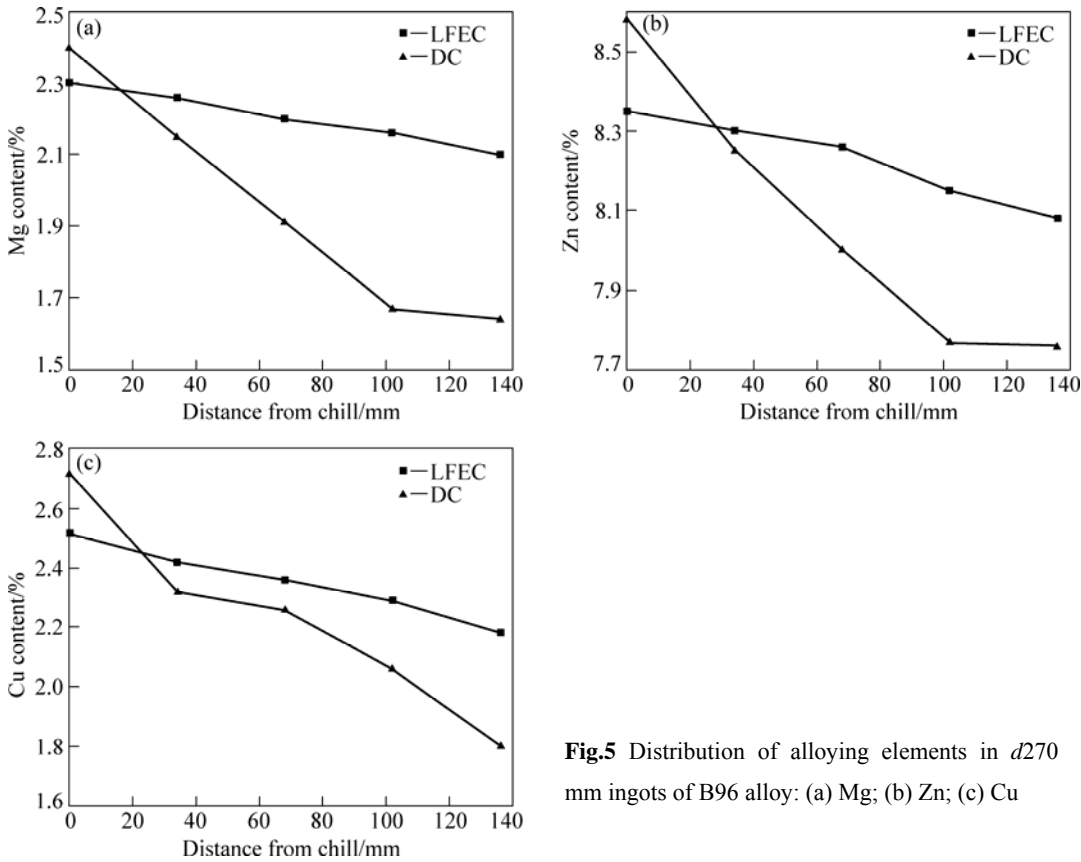 (a)
LFEC
DC
Mg content/%
2.5
2.3
2.1
1.9
1.7
1.5
0 20 40 60 80 100 120 140
Distance from chill/mm
(b)
LFEC
DC
Zn content/%
8.5
8.3
8.1
7.9
7.7
0 20 40 60 80 100 120 140
Distance from chill/mm
(c)
LFEC
DC
Cu content/%
2.8
2.6
2.4
2.2
2.0
1.8
1.6
0 20 40 60 80 100 120 140
Distance from chill/mm
Fig.5 Distribution of alloying elements in d270
mm ingots of B96 alloy: (a) Mg; (b) Zn; (c) Cu